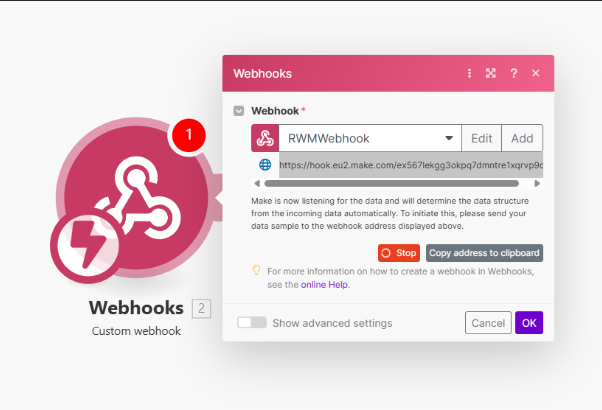 Webhooks
Webhook *
RWMWebhook
Edit
Add
https://hook.eu2.make.com/ex567lekgg3okpq7dmntre1xqrvp9c
Make is now listening for the data and will determine the data structure
from the incoming data automatically. To initiate this, please send your
data sample to the webhook address displayed above.
Stop
Copy address to clipboard
For more information on how to create a webhook in Webhooks,
see the online Help.
Show advanced settings
Cancel
OK
1
Webhooks 2
Custom webhook